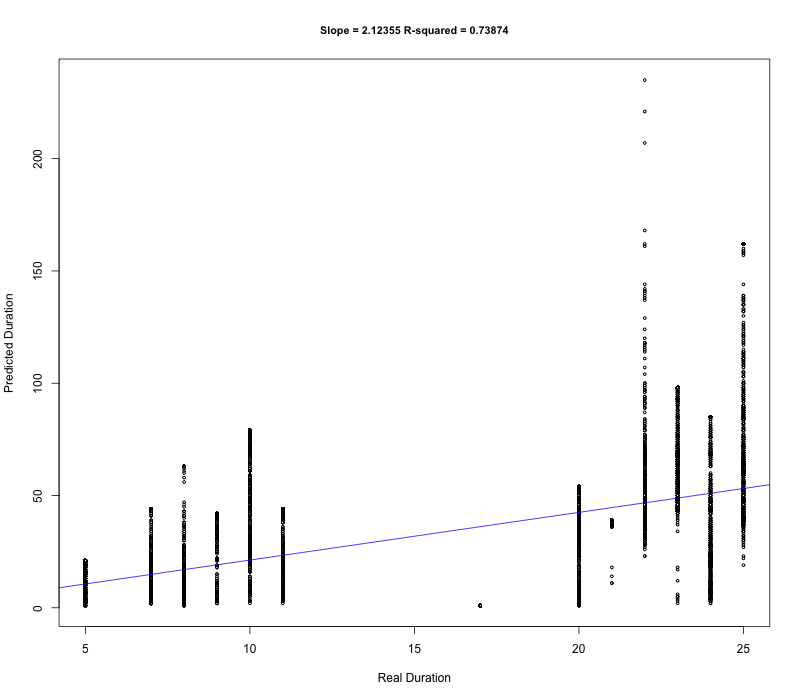 Slope = 2.12355 R-squared = 0.73874
Predicted Duration
200
150
100
50
0
5 10 15 20 25
Real Duration